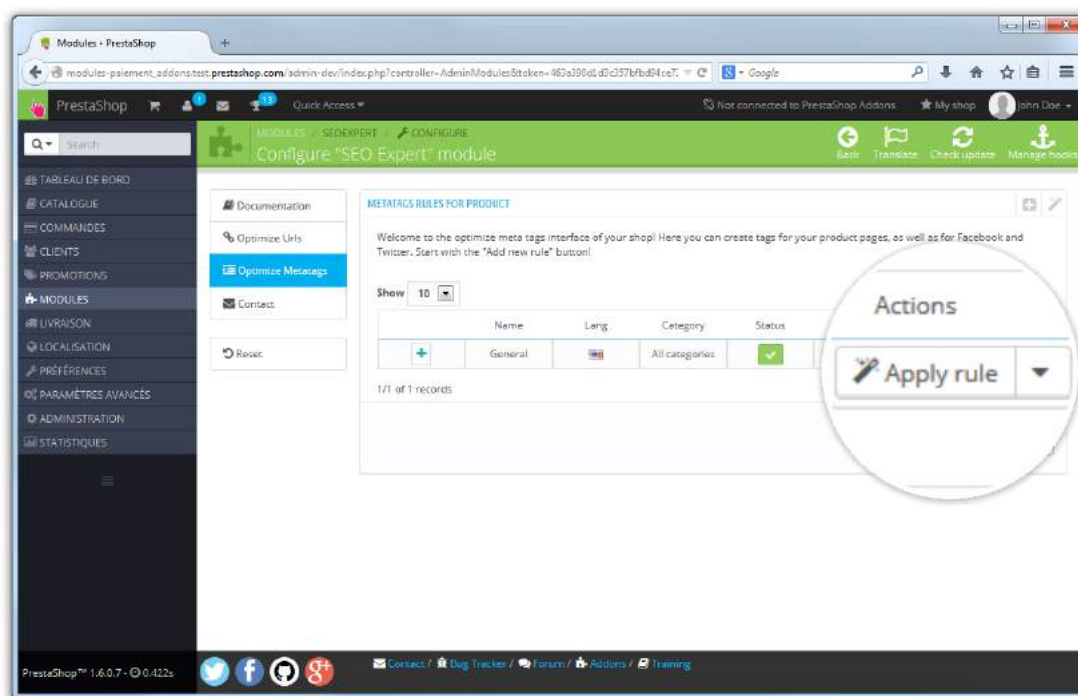 Modules • PrestaShop
modules-paiement_addons.test.prestashop.com/admin-dev/index.php?controller=AdminModules&token=463a390d1d3c357bfbd94ce7
Google
PrestaShop
1
13
Quick Access
Not connected to PrestaShop Addons
My shop
John Doe
Search
MODULES / SEOEXPERT / CONFIGURE
Configure "SEO Expert" module
Back
Translate
Check update
Manage hooks
TABLEAU DE BORD
CATALOGUE
COMMANDES
CLIENTS
PROMOTIONS
MODULES
LIVRAISON
LOCALISATION
PRÉFÉRENCES
PARAMÈTRES AVANCÉS
ADMINISTRATION
STATISTIQUES
Documentation
Optimize Urls
Optimize Metatags
Contact
Reset
METATAGS RULES FOR PRODUCT
Welcome to the optimize meta tags interface of your shop! Here you can create tags for your product pages, as well as for Facebook and
Twitter. Start with the "Add new rule" button!
Show 10
Name Lang Category Status
General All categories
1/1 of 1 records
Actions
Apply rule
PrestaShop™ 1.6.0.7 - 0.422s
Contact / Bug Tracker / Forum / Addons / Training